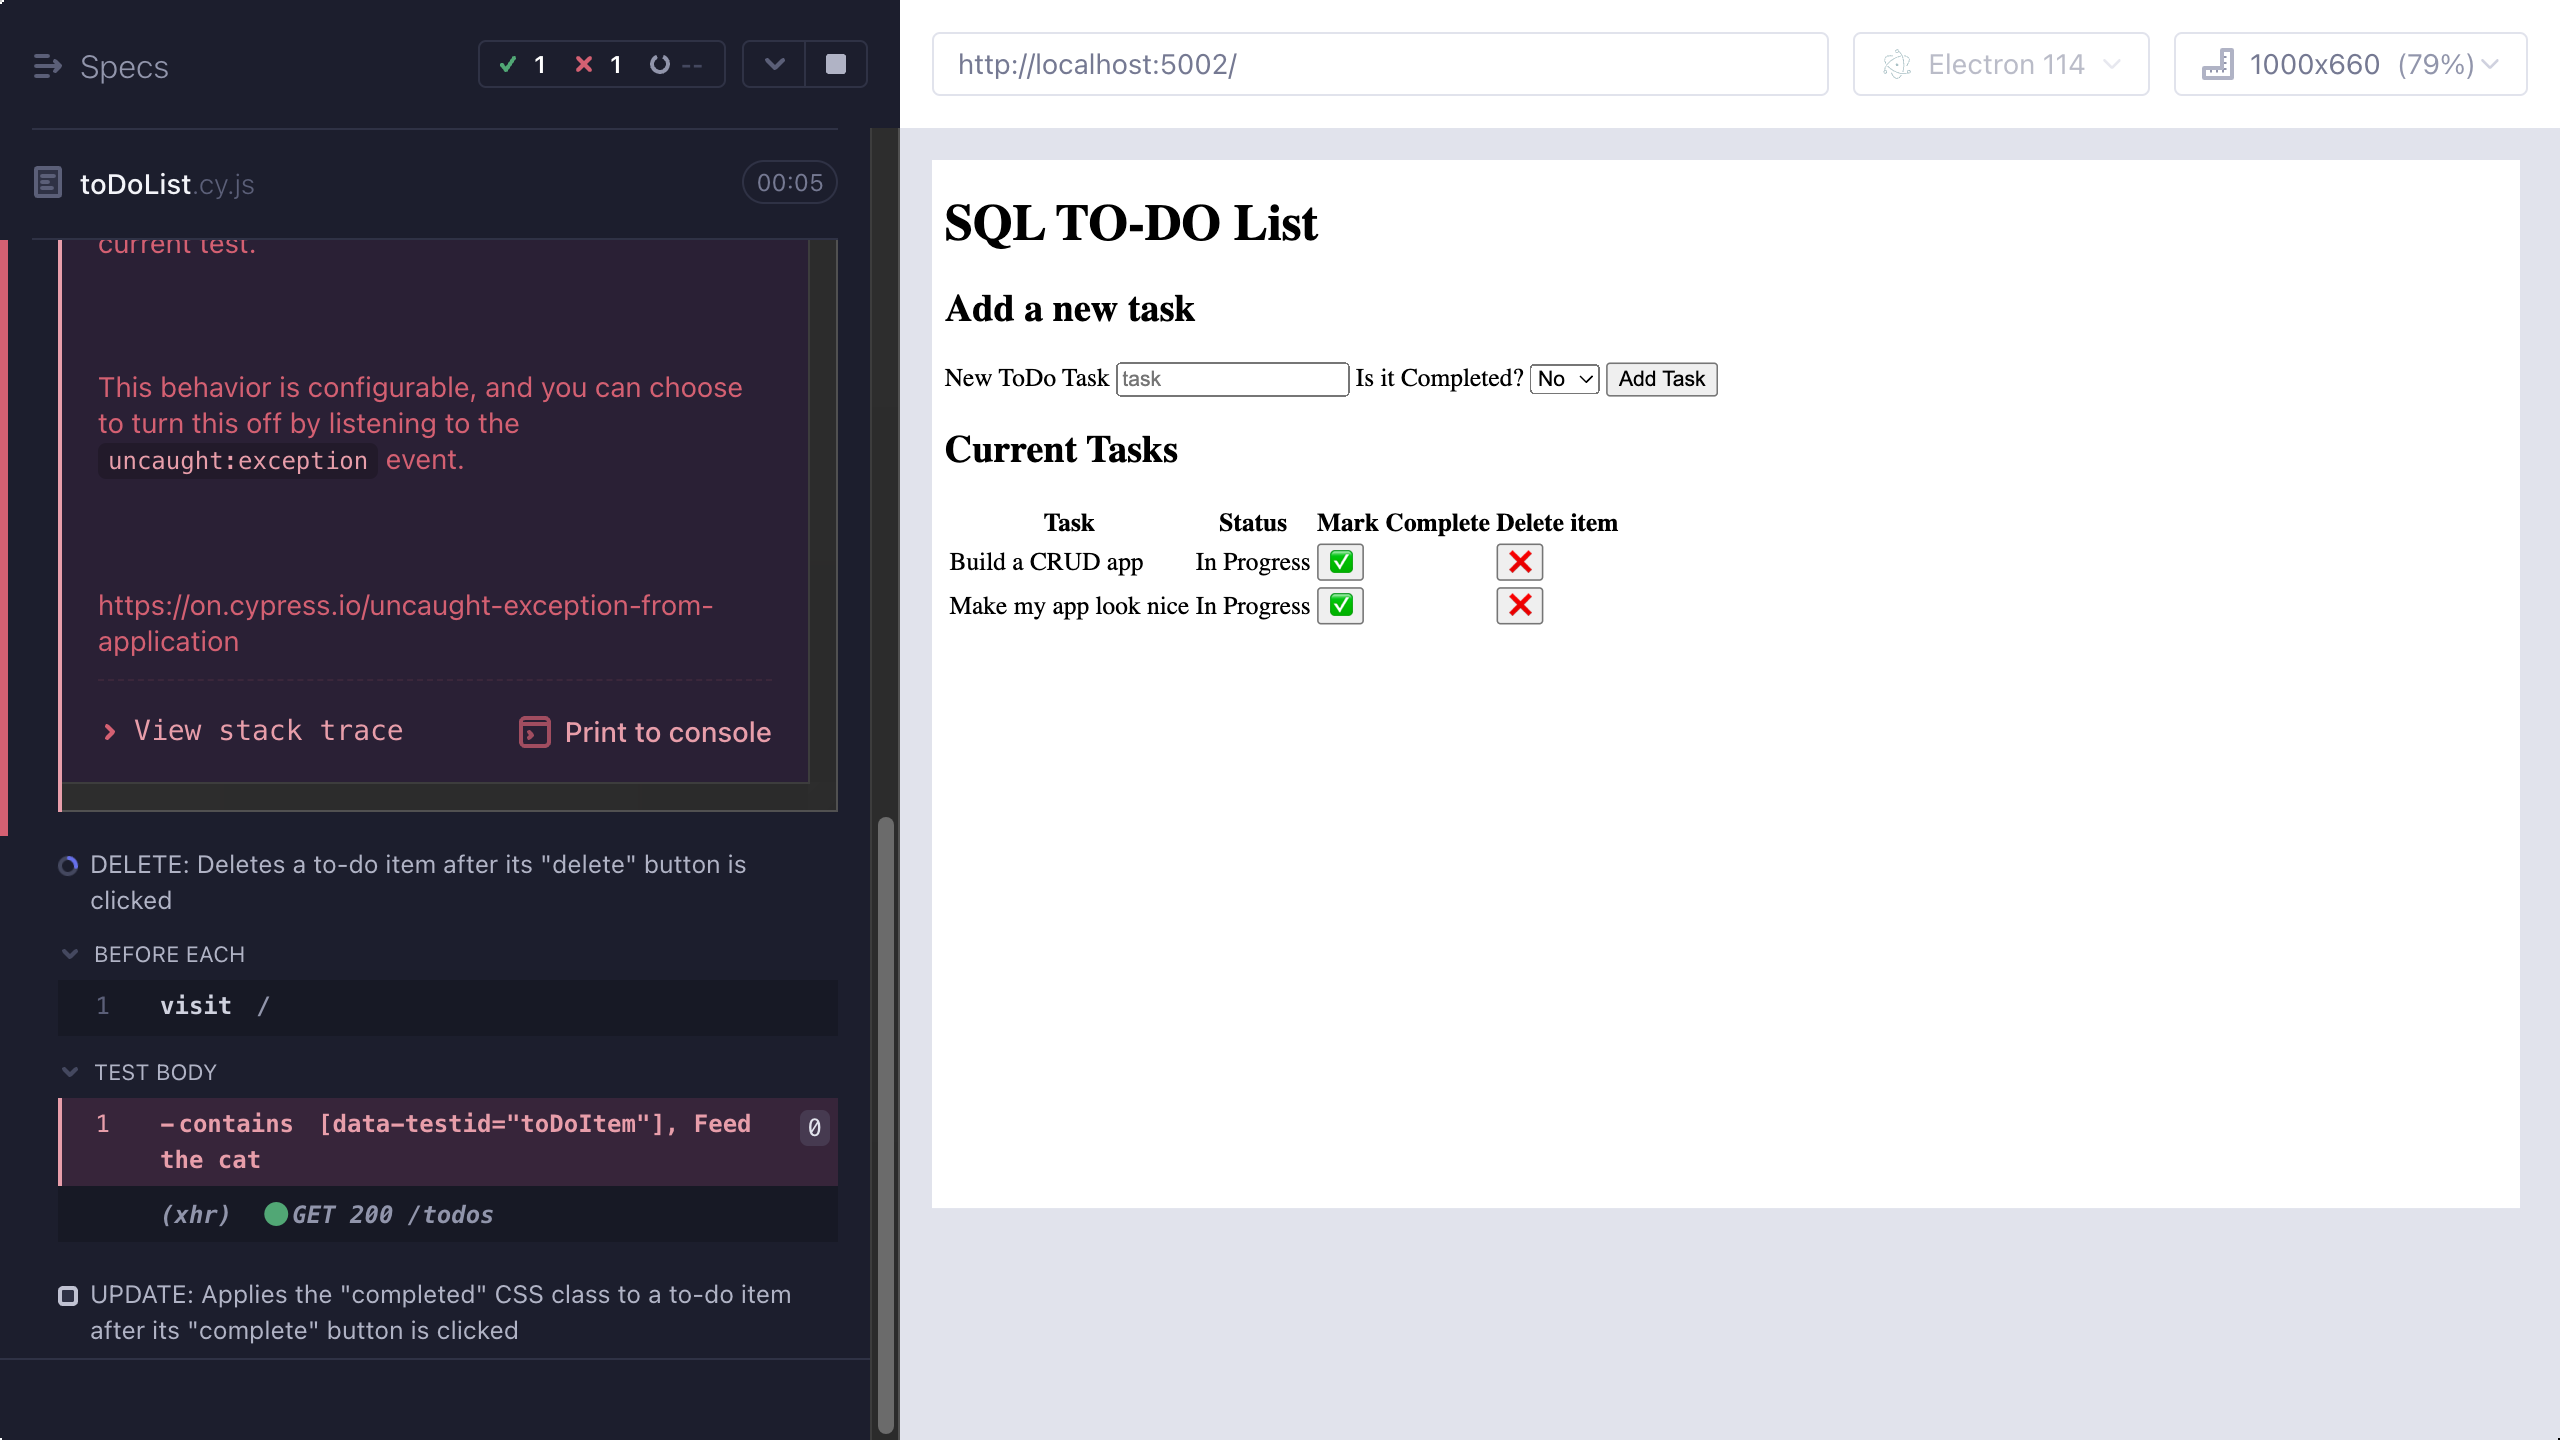 Specs
1 1 --
toDoList.cy.js 00:05
current test.
This behavior is configurable, and you can choose
to turn this off by listening to the
uncaught:exception event.
https://on.cypress.io/uncaught-exception-from-
application
View stack trace Print to console
DELETE: Deletes a to-do item after its "delete" button is
clicked
BEFORE EACH
1 visit /
TEST BODY
1 -contains [data-testid="toDoItem"], Feed 0
the cat
(xhr) GET 200 /todos
UPDATE: Applies the "completed" CSS class to a to-do item
after its "complete" button is clicked
http://localhost:5002/ Electron 114 1000x660 (79%)
SQL TO-DO List
Add a new task
New ToDo Task task Is it Completed? No Add Task
Current Tasks
Task Status Mark Complete Delete item
Build a CRUD app In Progress ✅ ❌
Make my app look nice In Progress ✅ ❌